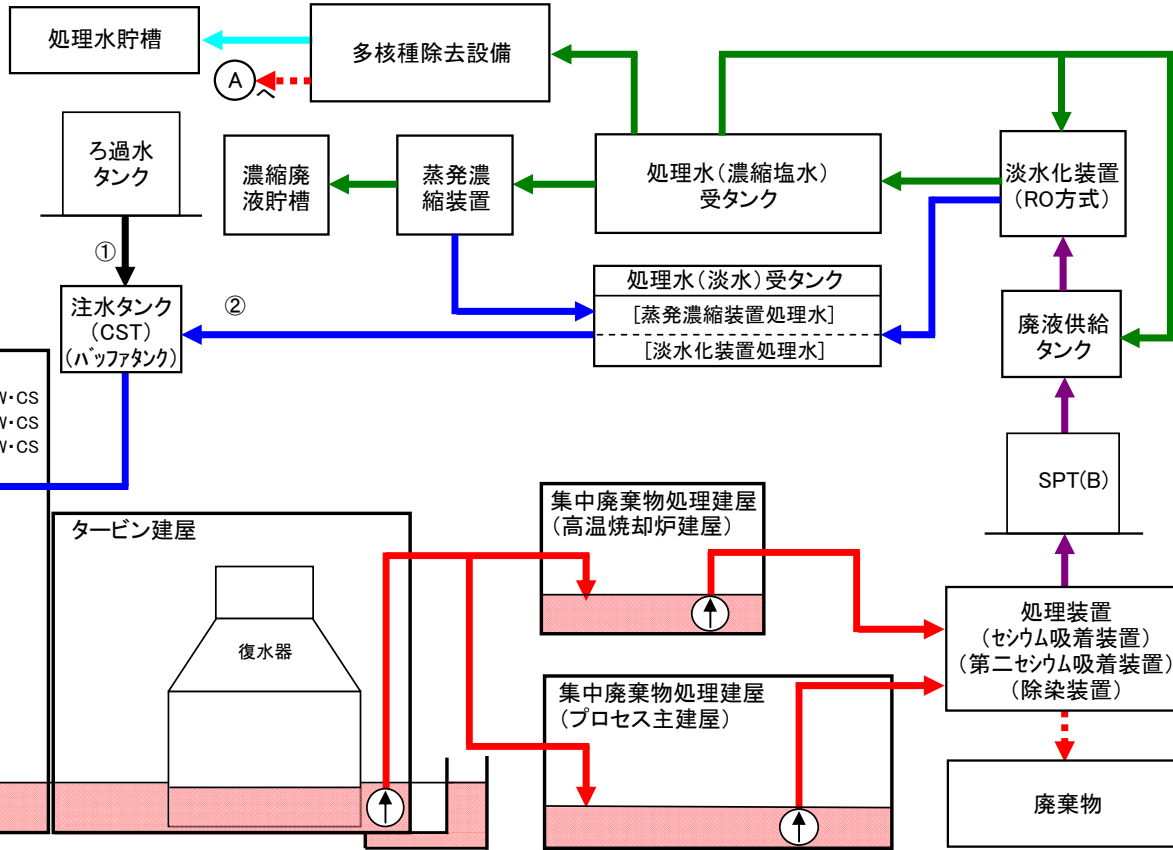 処理水貯槽
多核種除去設備
A
へ
ろ過水
タンク
濃縮廃
液貯槽
蒸発濃
縮装置
処理水(濃縮塩水)
受タンク
淡水化装置
(RO方式)
①
注水タンク
(CST)
(バッファタンク)
②
処理水(淡水)受タンク
[蒸発濃縮装置処理水]
[淡水化装置処理水]
廃液供給
タンク
W・CS
W・CS
W・CS
SPT(B)
タービン建屋
復水器
集中廃棄物処理建屋
(高温焼却炉建屋)
集中廃棄物処理建屋
(プロセス主建屋)
処理装置
(セシウム吸着装置)
(第二セシウム吸着装置)
(除染装置)
廃棄物